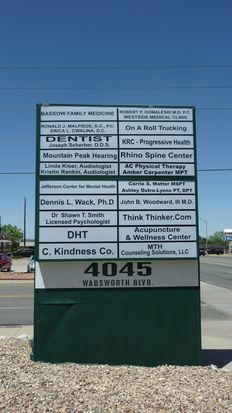 BASSOW FAMILY MEDICINE
ROBERT P. DOMALESKI M.D. P.C.
WESTSIDE MEDICAL CLINIC
RONALD J. MALPIEDE, D.C., P.C.
ERICA L. CWALINA, D.C.
On A Roll Trucking
DENTIST
Joseph Scherber, D.D.S.
KRC - Progressive Health
Mountain Peak Hearing
Rhino Spine Center
Linda Kiser, Audiologist
Kristin Rankin, Audiologist
AC Physical Therapy
Amber Carpenter MPT
Jefferson Center for Mental Health
Carrie S. Matter MSPT
Ashley Dutro-Cales PT, DPT
Dennis L. Wack, Ph.D
John B. Woodward, III M.D.
Dr Shawn T. Smith
Licensed Psychologist
Think Thinker.Com
DHT
Acupuncture
& Wellness Center
C. Kindness Co.
MTH
Counseling Solutions, LLC
4045
WADSWORTH BLVD.